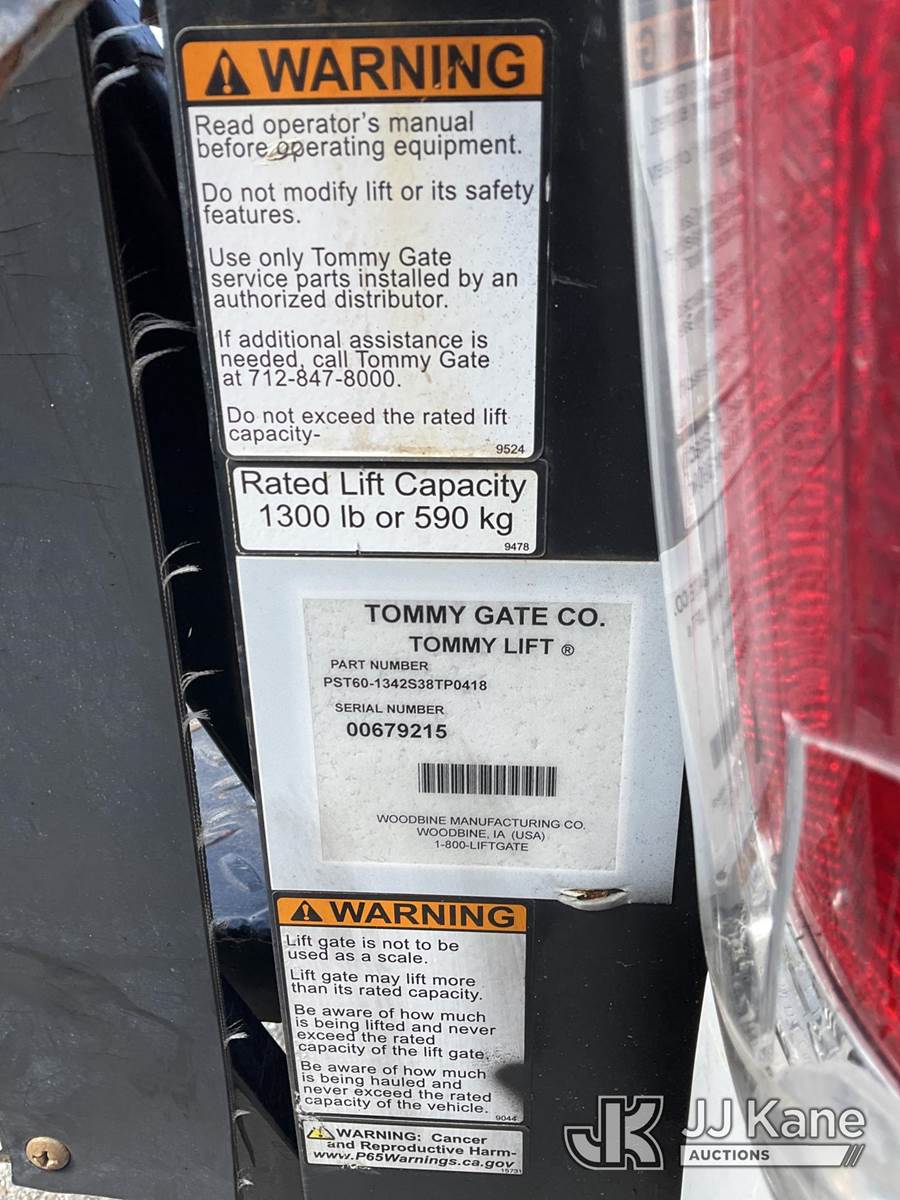 WARNING
Read operator's manual
before operating equipment.
Do not modify lift or its safety
features.
Use only Tommy Gate
service parts installed by an
authorized distributor.
If additional assistance is
needed, call Tommy Gate
at 712-847-8000.
Do not exceed the rated lift
capacity-
9524
Rated Lift Capacity
1300 lb or 590 kg
9478
TOMMY GATE CO.
TOMMY LIFT ®
PART NUMBER
PST60-1342S38TP0418
SERIAL NUMBER
00679215
WOODBINE MANUFACTURING CO.
WOODBINE, IA (USA)
1-800-LIFTGATE
WARNING
Lift gate is not to be
used as a scale.
Lift gate may lift more
than its rated capacity.
Be aware of how much
is being lifted and never
exceed the rated
capacity of the lift gate.
Be aware of how much
is being hauled and
never exceed the rated
capacity of the vehicle.
9044
WARNING: Cancer
and Reproductive Harm-
www.P65Warnings.ca.gov
15731
JK JJ Kane
AUCTIONS